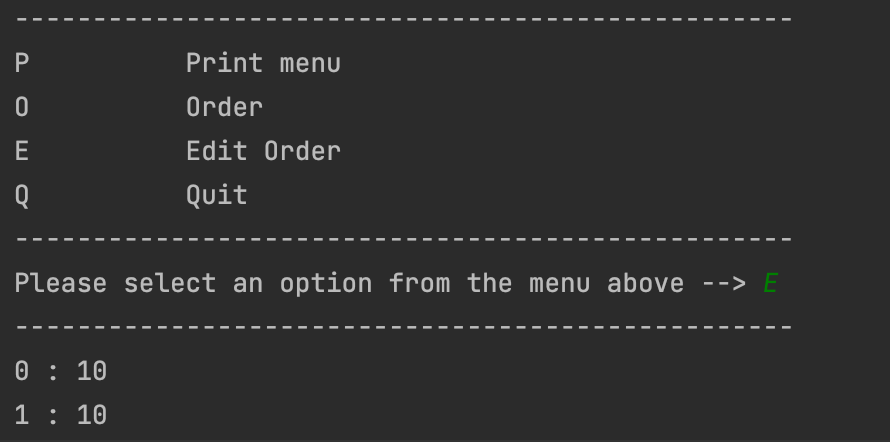 --------------------------------------------------
P          Print menu
O          Order
E          Edit Order
Q          Quit
--------------------------------------------------
Please select an option from the menu above --> E
--------------------------------------------------
0 : 10
1 : 10